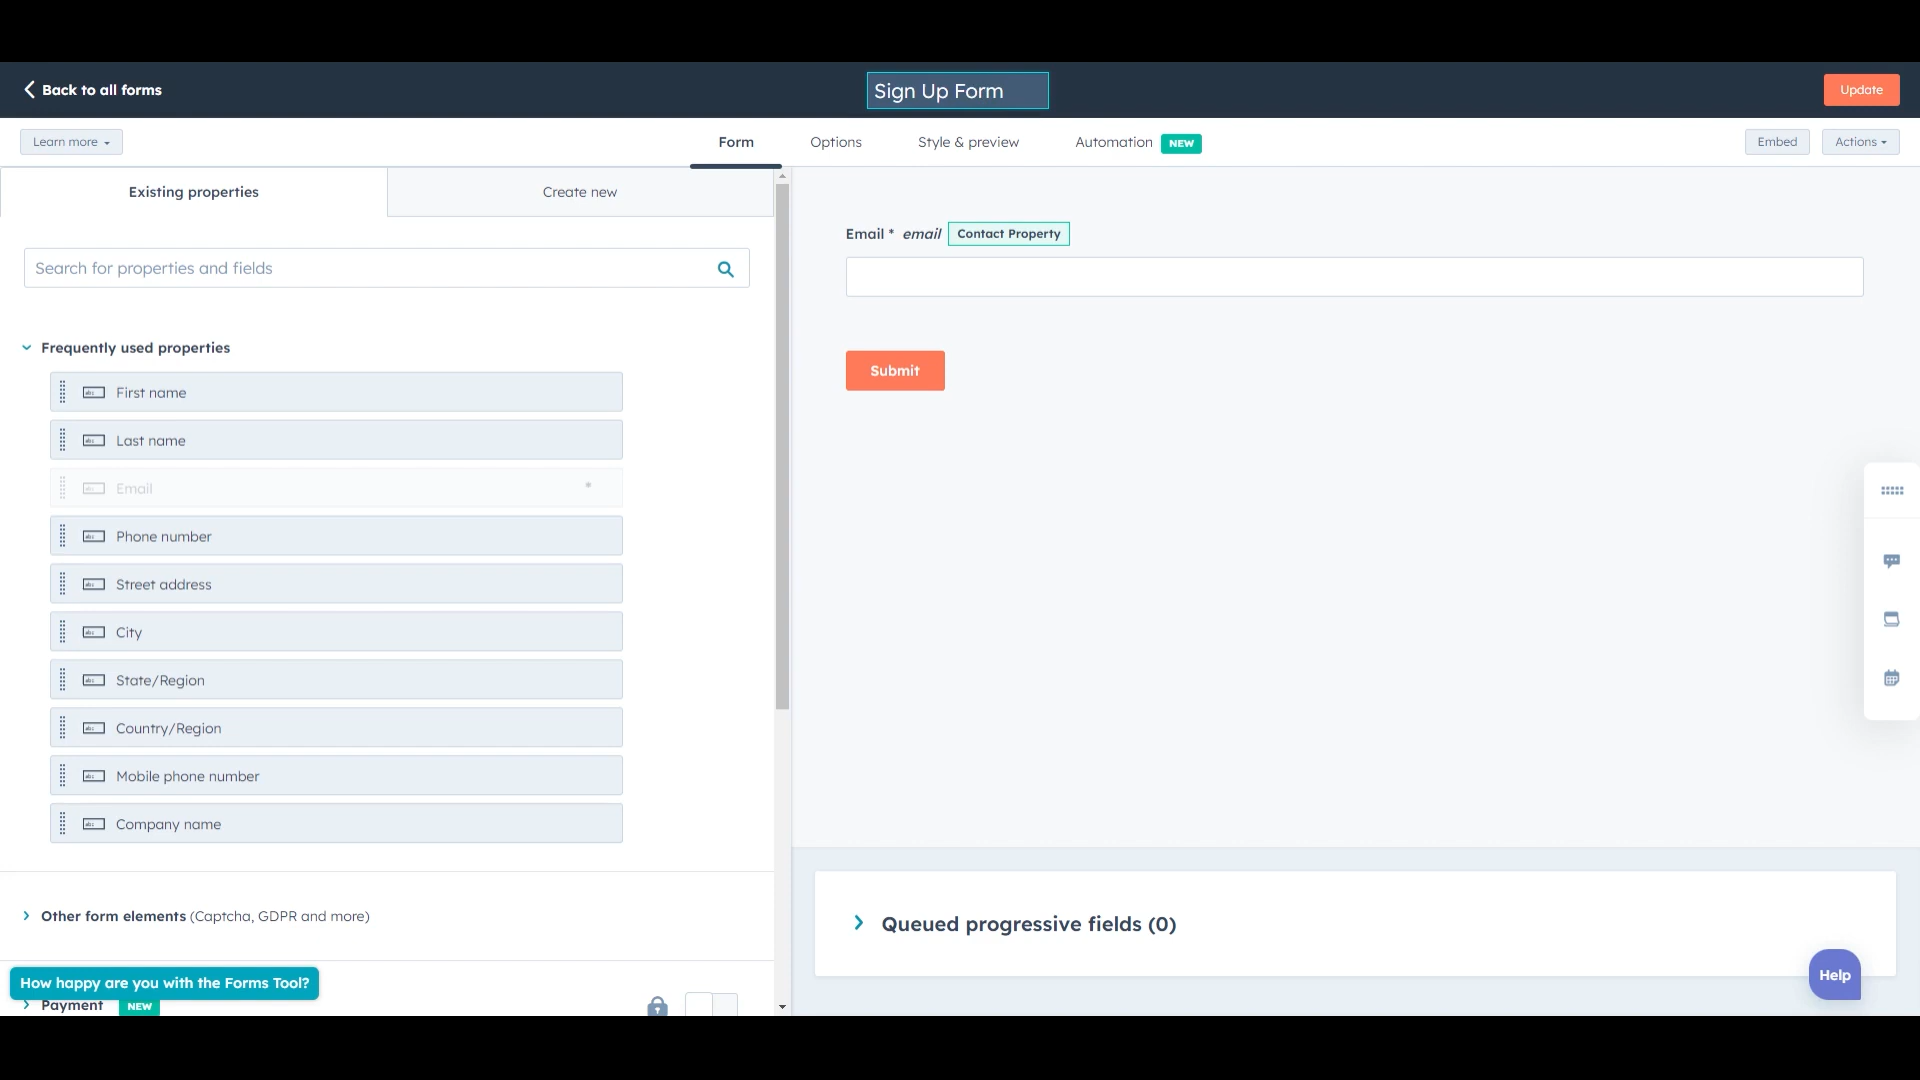 Back to all forms
Sign Up Form
Update
Learn more
Form
Options
Style & preview
Automation NEW
Embed
Actions
Existing properties
Create new
Search for properties and fields
Email * email Contact Property
Submit
Frequently used properties
First name
Last name
Email *
Phone number
Street address
City
State/Region
Country/Region
Mobile phone number
Company name
Other form elements (Captcha, GDPR and more)
Queued progressive fields (0)
How happy are you with the Forms Tool?
Payment NEW
Help